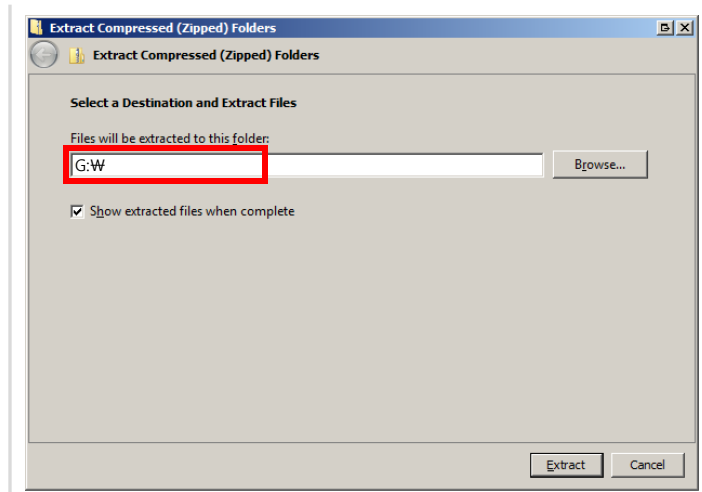 Extract Compressed (Zipped) Folders
Extract Compressed (Zipped) Folders
Select a Destination and Extract Files
Files will be extracted to this folder:
G:₩
Browse...
Show extracted files when complete
Extract Cancel